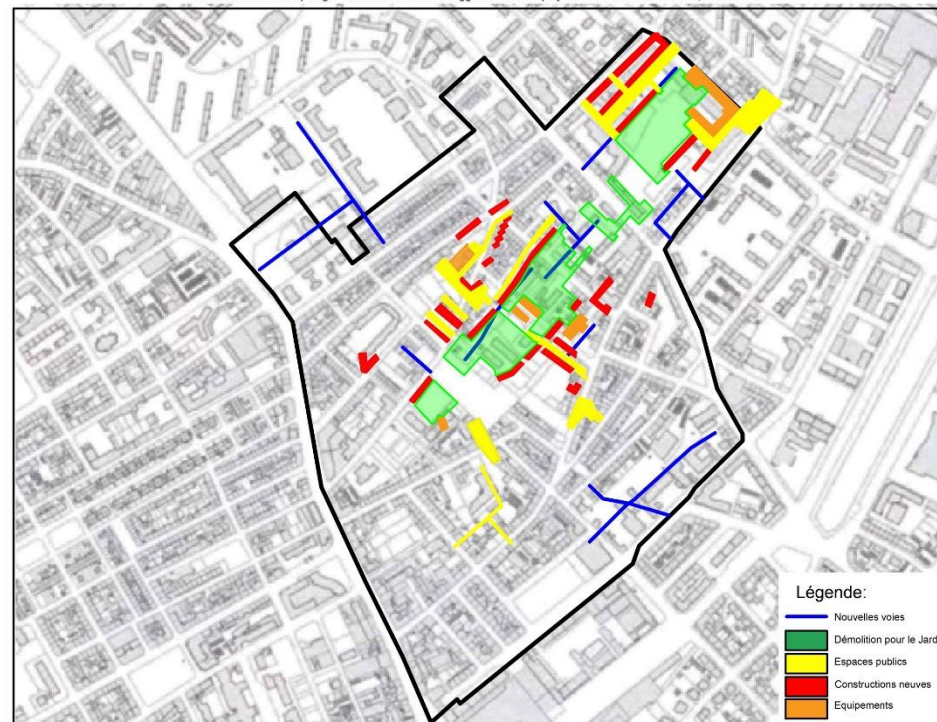 Légende:
Nouvelles voies
Démolition pour le Jard
Espaces publics
Constructions neuves
Equipements